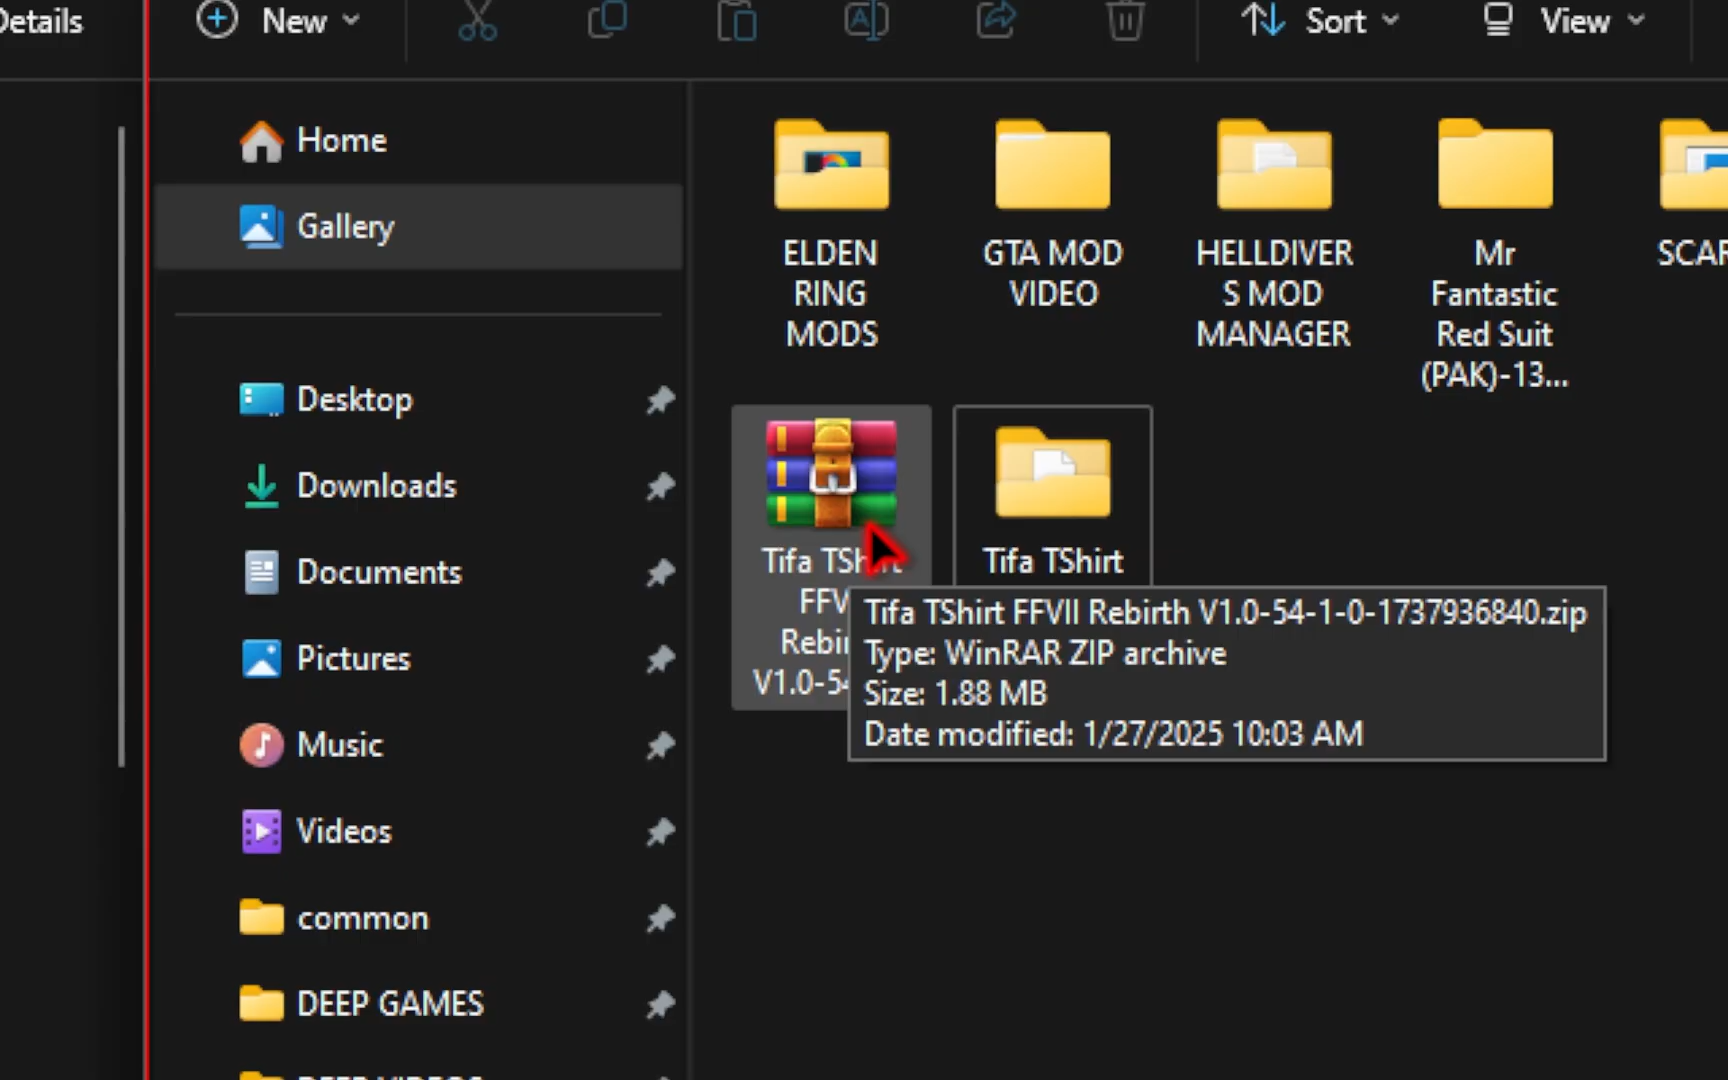 Details
New
Sort
View
Home
Gallery
Desktop
Downloads
Documents
Pictures
Music
Videos
common
DEEP GAMES
ELDEN
RING
MODS
GTA MOD
VIDEO
HELLDIVER
S MOD
MANAGER
Mr
Fantastic
Red Suit
(PAK)-13...
SCAR
Tifa TShirt
FFV
Rebir
V1.0-54
Tifa TShirt
Tifa TShirt FFVII Rebirth V1.0-54-1-0-1737936840.zip
Type: WinRAR ZIP archive
Size: 1.88 MB
Date modified: 1/27/2025 10:03 AM